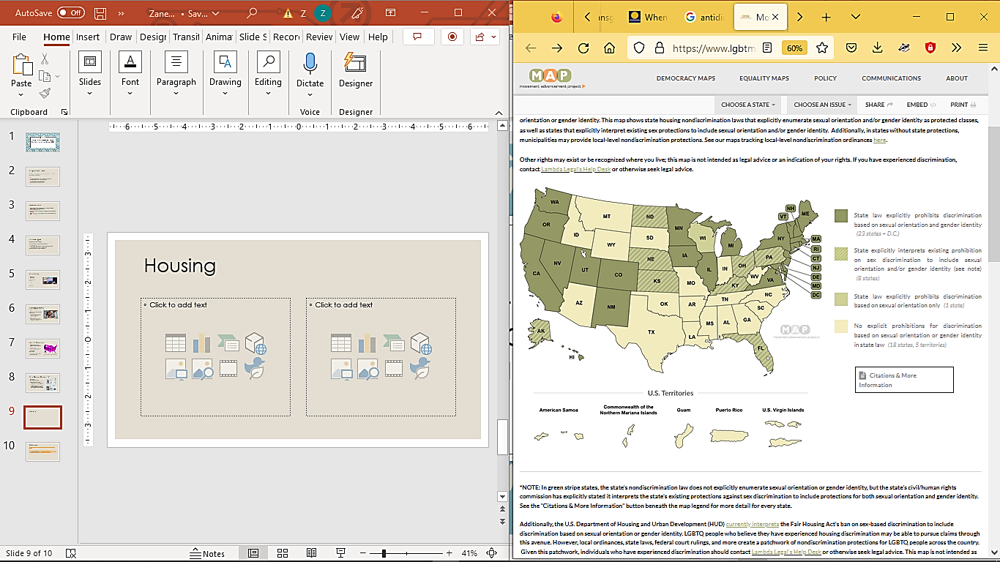 AutoSave Off Zane... • Sav... Z Z
File Home Insert Draw Desig Transit Anima Slide S Recor Review View Help
Paste Slides Font Paragraph Drawing Editing Dictate Designer
Clipboard Voice Designer
6 5 4 3 2 1 0 1 2 3 4 5 6
1
2
3
4
5
6
7
8
9
10
3 2 1 0 1 2 3
Housing
Click to add text
Click to add text
Slide 9 of 10 Notes 41%
When antidis Mo
https://www.lgbtm 60%
MAP
movement advancement project
DEMOCRACY MAPS EQUALITY MAPS POLICY COMMUNICATIONS ABOUT
CHOOSE A STATE CHOOSE AN ISSUE SHARE EMBED PRINT
orientation or gender identity. This map shows state housing nondiscrimination laws that explicitly enumerate sexual orientation and/or gender identity as protected classes,
as well as states that explicitly interpret existing sex protections to include sexual orientation and/or gender identity. Additionally, in states without state protections,
municipalities may provide local-level nondiscrimination protections. See our maps tracking local-level nondiscrimination ordinances here.
Other rights may exist or be recognized where you live; this map is not intended as legal advice or an indication of your rights. If you have experienced discrimination,
contact Lambda Legal's Help Desk or otherwise seek legal advice.
WA
OR
CA
NV
ID
MT
WY
UT
CO
AZ
NM
ND
SD
NE
KS
OK
TX
MN
IA
MO
AR
LA
WI
IL
MI
IN
OH
KY
TN
MS
AL
GA
FL
SC
NC
VA
WV
PA
NY
VT
NH
ME
MA
RI
CT
NJ
DE
MD
DC
AK
HI
MAP
movement advancement project
State law explicitly prohibits discrimination
based on sexual orientation and gender identity
(23 states + D.C.)
State explicitly interprets existing prohibition
on sex discrimination to include sexual
orientation and/or gender identity (see note)
(8 states)
State law explicitly prohibits discrimination
based on sexual orientation only (1 state)
No explicit prohibitions for discrimination
based on sexual orientation or gender identity
in state law (18 states, 5 territories)
Citations & More
Information
U.S. Territories
American Samoa
Commonwealth of the
Northern Mariana Islands
Guam
Puerto Rico
U.S. Virgin Islands
*NOTE: In green stripe states, the state's nondiscrimination law does not explicitly enumerate sexual orientation or gender identity, but the state's civil/human rights
commission has explicitly stated it interprets the state's existing protections against sex discrimination to include protections for both sexual orientation and gender identity.
See the "Citations & More Information" button beneath the map legend for more detail for every state.
Additionally, the U.S. Department of Housing and Urban Development (HUD) currently interprets the Fair Housing Act's ban on sex-based discrimination to include
discrimination based on sexual orientation or gender identity. LGBTQ people who believe they have experienced housing discrimination may be able to pursue claims through
this avenue. However, local ordinances, state laws, federal court rulings, and more create a patchwork of nondiscrimination protections for LGBTQ people across the country.
Given this patchwork, individuals who have experienced discrimination should contact Lambda Legal's Help Desk or otherwise seek legal advice. This map is not intended as